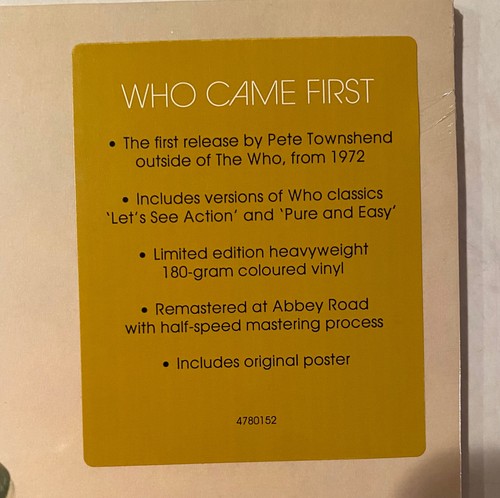 WHO CAME FIRST
• The first release by Pete Townshend
outside of The Who, from 1972
• Includes versions of Who classics
‘Let’s See Action’ and ‘Pure and Easy’
• Limited edition heavyweight
180-gram coloured vinyl
• Remastered at Abbey Road
with half-speed mastering process
• Includes original poster
4780152